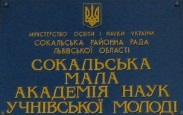 МІНІСТЕРСТВО ОСВІТИ І НАУКИ УКРАЇНИ
СОКАЛЬСЬКА РАЙОННА РАДА
ЛЬВІВСЬКОЇ ОБЛАСТІ
СОКАЛЬСЬКА
МАЛА
АКАДЕМІЯ НАУК
УЧНІВСЬКОЇ МОЛОДІ